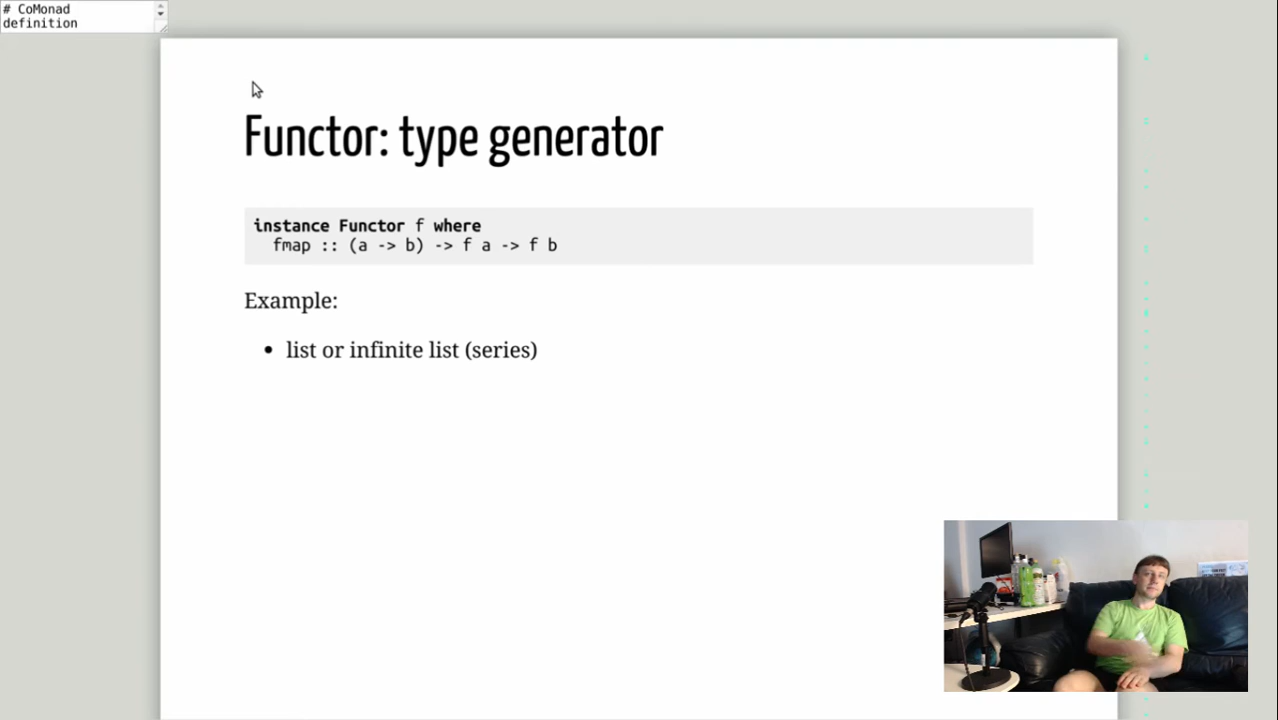 # CoMonad
definition
Functor: type generator
instance Functor f where
fmap :: (a -> b) -> f a -> f b
Example:
• list or infinite list (series)